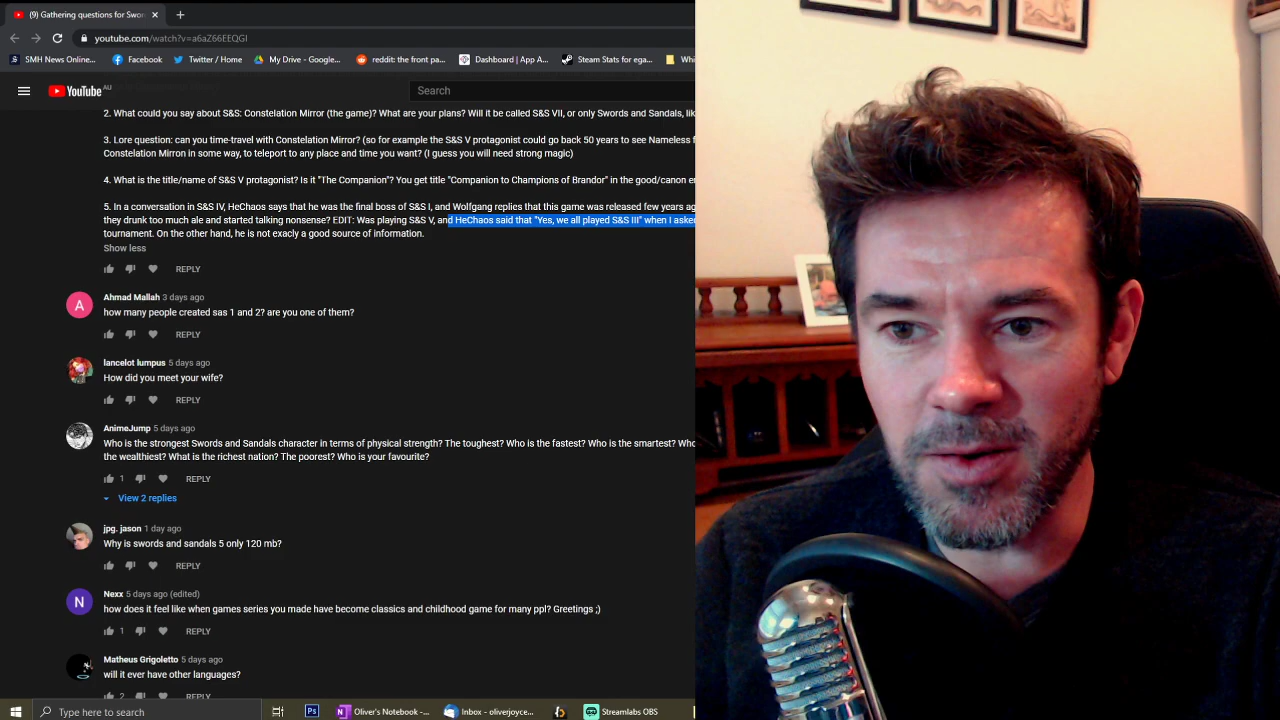 (9) Gathering questions for Swor
youtube.com/watch?v=a6aZ66EEQGI
SMH News Online... Facebook Twitter / Home My Drive - Google... reddit: the front pa... Dashboard | App A... Steam Stats for ega... Whi
YouTube AU Search
2. What could you say about S&S: Constelation Mirror (the game)? What are your plans? Will it be called S&S VII, or only Swords and Sandals, lik
3. Lore question: can you time-travel with Constelation Mirror? (so for example the S&S V protagonist could go back 50 years to see Nameless f
Constelation Mirron in some way, to teleport to any place and time you want? (I guess you will need strong magic)
4. What is the title/name of S&S V protagonist? Is it "The Companion"? You get title "Companion to Champions of Brandor" in the good/canon en
5. In a conversation in S&S IV, HeChaos says that he was the final boss of S&S I, and Wolfgang replies that this game was released few years ag
they drunk too much ale and started talking nonsense? EDIT: Was playing S&S V, and HeChaos said that "Yes, we all played S&S III" when I asked
tournament. On the other hand, he is not exacly a good source of information.
Show less
REPLY
A
Ahmad Mallah 3 days ago
how many people created sas 1 and 2? are you one of them?
REPLY
lancelot lumpus 5 days ago
How did you meet your wife?
REPLY
AnimeJump 5 days ago
Who is the strongest Swords and Sandals character in terms of physical strength? The toughest? Who is the fastest? Who is the smartest? Who
the wealthiest? What is the richest nation? The poorest? Who is your favourite?
1 REPLY
View 2 replies
jpg. jason 1 day ago
Why is swords and sandals 5 only 120 mb?
REPLY
N
Nexx 5 days ago (edited)
how does it feel like when games series you made have become classics and childhood game for many ppl? Greetings ;)
1 REPLY
Matheus Grigoletto 5 days ago
will it ever have other languages?
2 REPLY
Type here to search Ps Oliver's Notebook -... Inbox - oliverjoyce... Streamlabs OBS